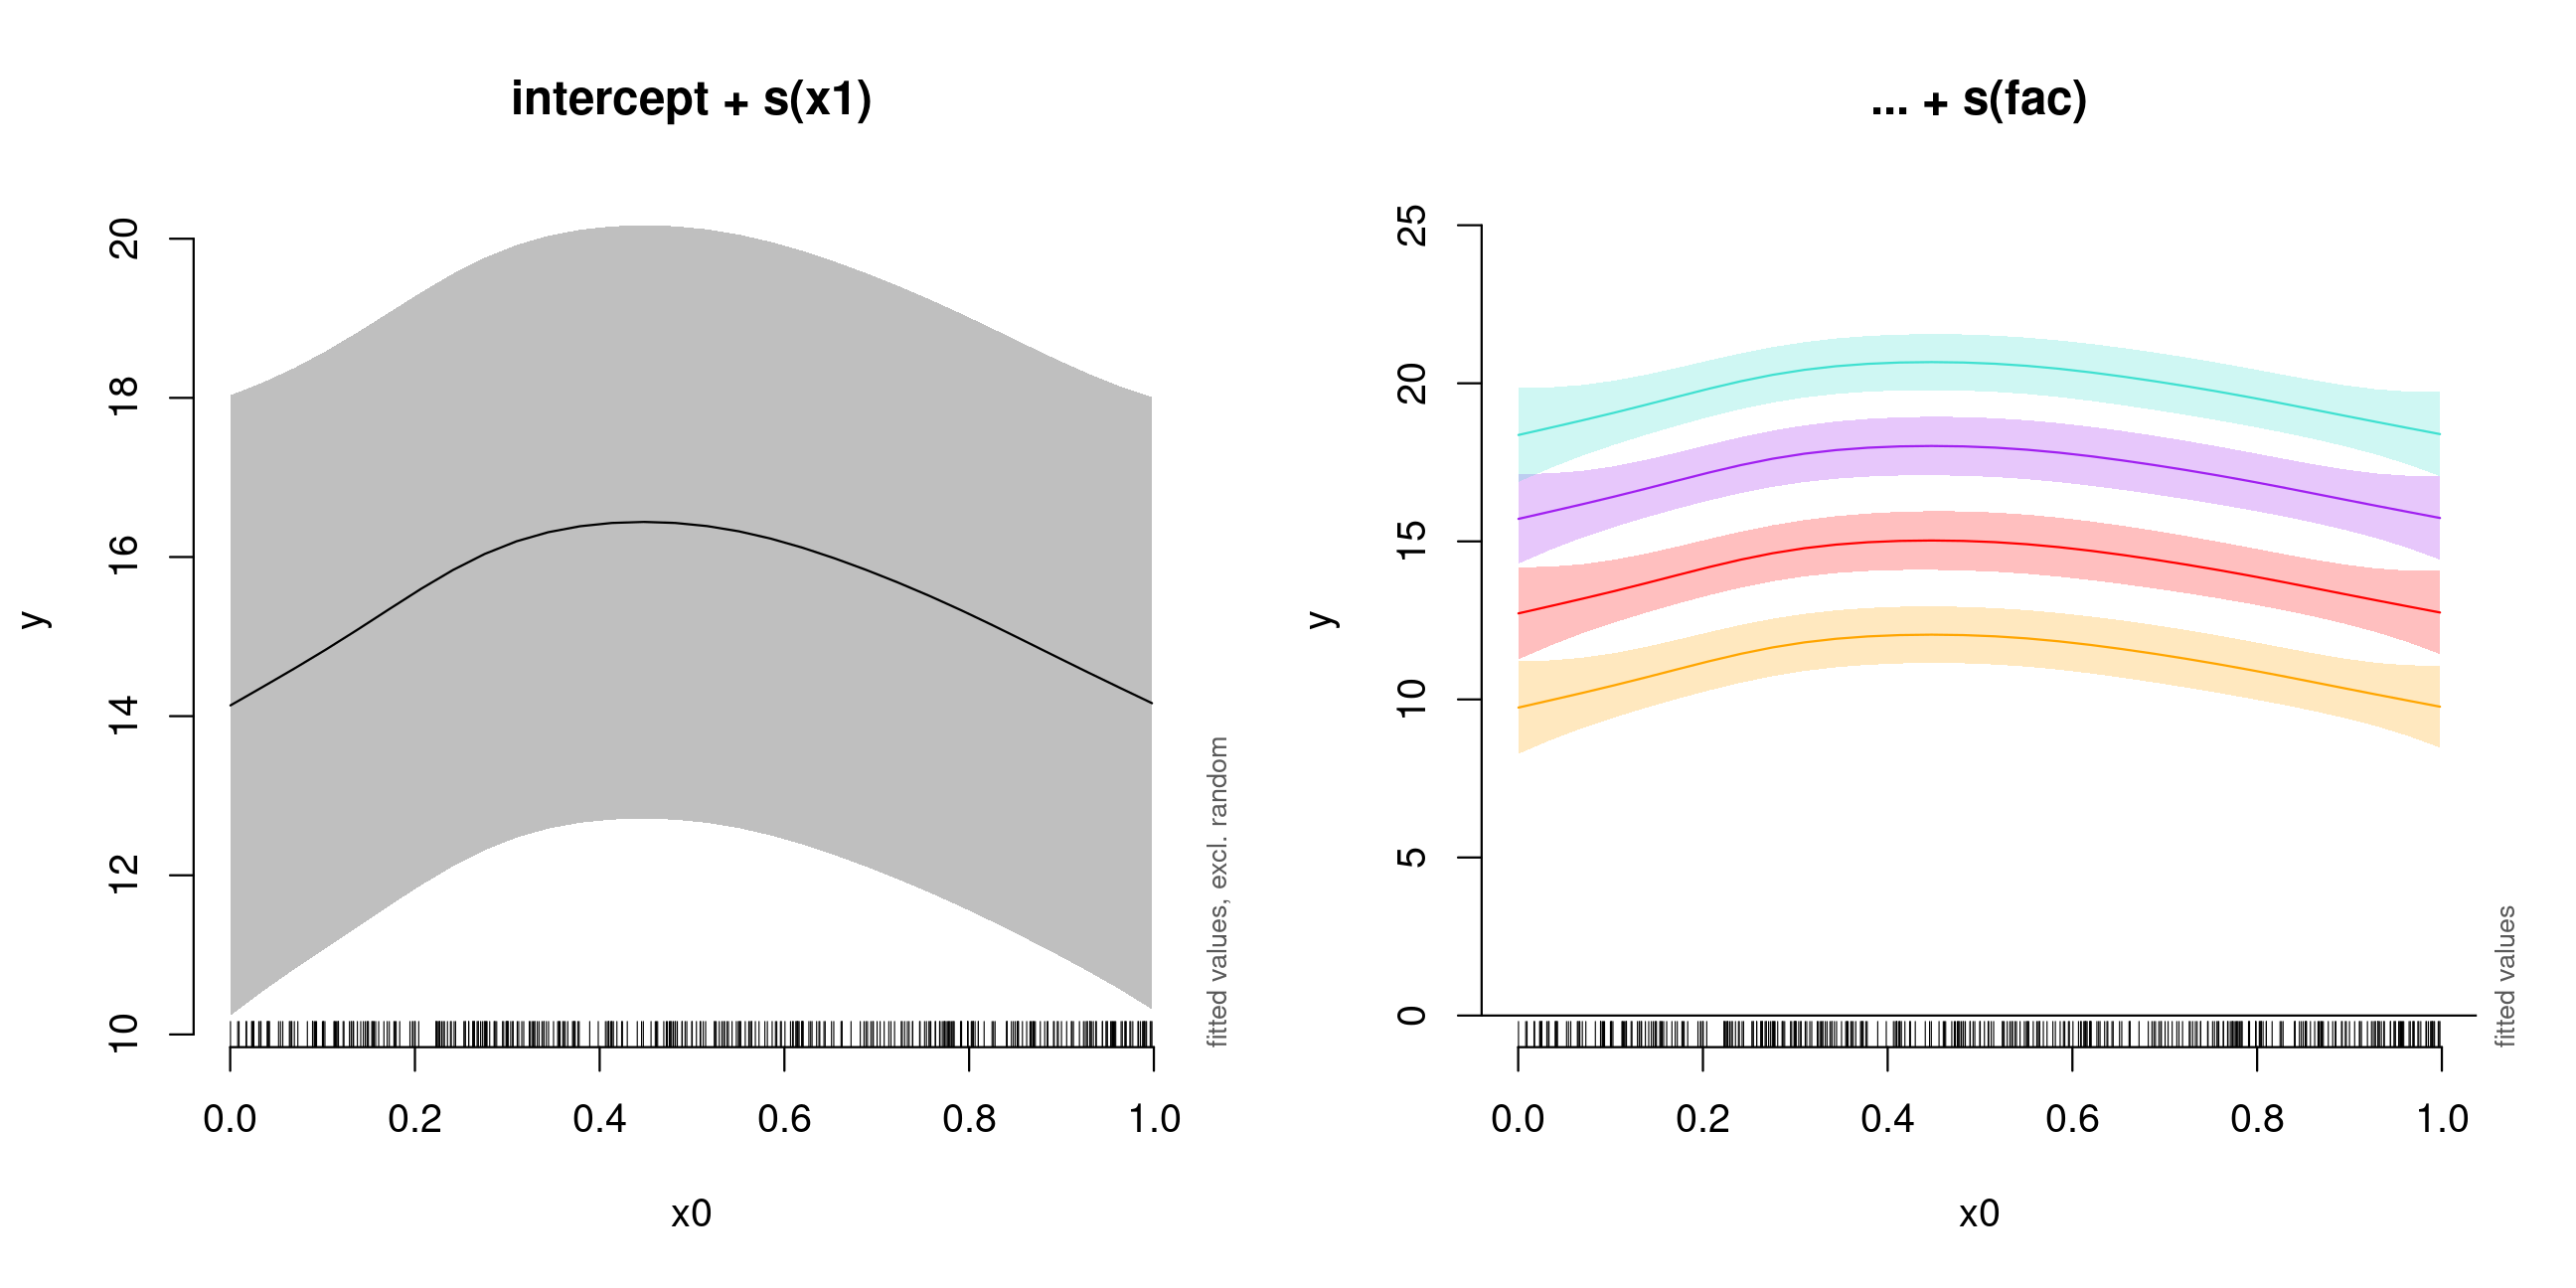 intercept + s(x1)
y
20
18
16
14
12
10
0.0 0.2 0.4 0.6 0.8 1.0
x0
fitted values, excl. random
... + s(fac)
y
25
20
15
10
5
0
0.0 0.2 0.4 0.6 0.8 1.0
x0
fitted values